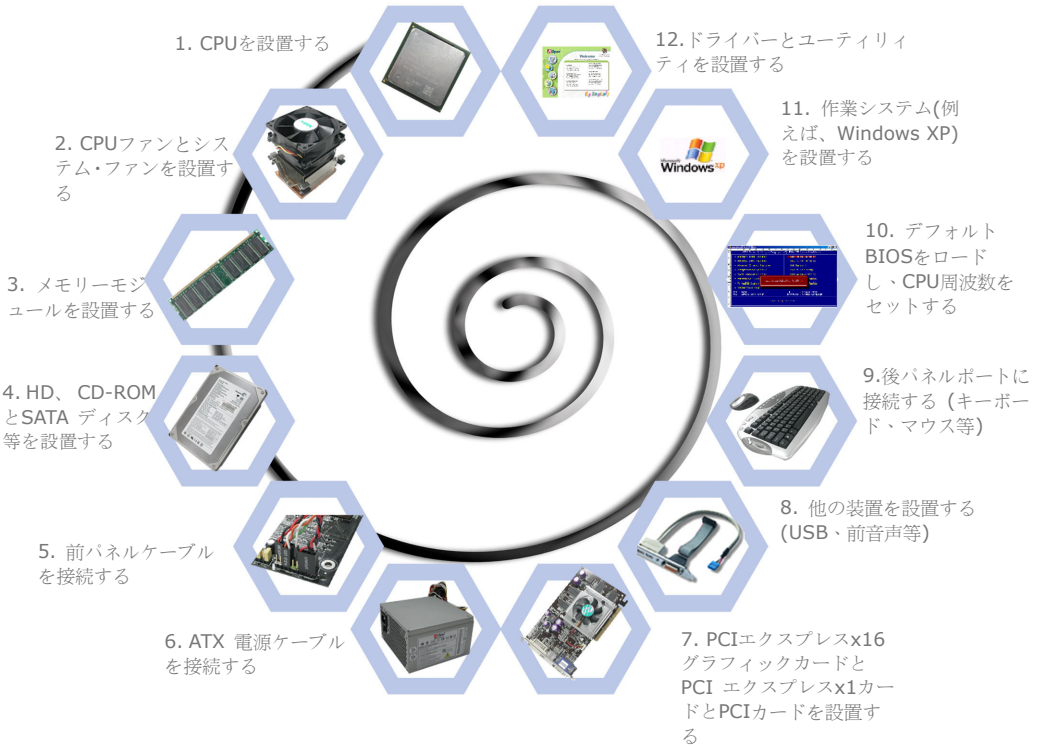 1. CPUを設置する
2. CPUファンとシス
テム・ファンを設置す
る
3. メモリーモジ
ュールを設置する
4. HD、 CD-ROM
とSATA ディスク
等を設置する
5. 前パネルケーブル
を接続する
6. ATX 電源ケーブル
を接続する
7. PCIエクスプレスx16
グラフィックカードと
PCI エクスプレスx1カー
ドとPCIカードを設置す
る
8. 他の装置を設置する
(USB、前音声等)
9.後パネルポートに
接続する (キーボー
ド、マウス等)
10. デフォルト
BIOSをロード
し、CPU周波数を
セットする
11. 作業システム(例
えば、Windows XP)
を設置する
Microsoft
Windows xp
12.ドライバーとユーティリィ
ティを設置する